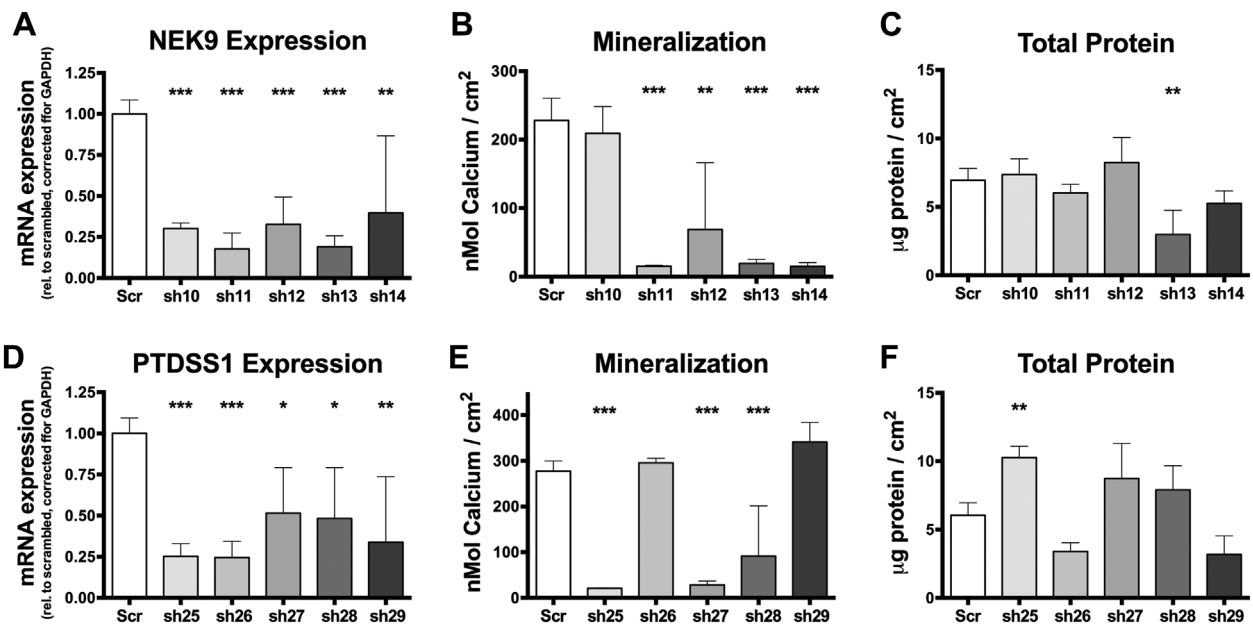 A
NEK9 Expression
mRNA expression
(rel. to scrambled, corrected ffor GAPDH)
1.25
1.00
0.75
0.50
0.25
0.00
*** *** *** *** **
Scr sh10 sh11 sh12 sh13 sh14
B
Mineralization
nMol Calcium / cm²
300
200
100
0
*** ** *** ***
Scr sh10 sh11 sh12 sh13 sh14
C
Total Protein
µg protein / cm²
15
10
5
0
**
Scr sh10 sh11 sh12 sh13 sh14
D
PTDSS1 Expression
mRNA expression
(rel. to scrambled, corrected ffor GAPDH)
1.25
1.00
0.75
0.50
0.25
0.00
*** *** * * **
Scr sh25 sh26 sh27 sh28 sh29
E
Mineralization
nMol Calcium / cm²
400
300
200
100
0
*** *** ***
Scr sh25 sh26 sh27 sh28 sh29
F
Total Protein
µg protein / cm²
15
10
5
0
**
Scr sh25 sh26 sh27 sh28 sh29